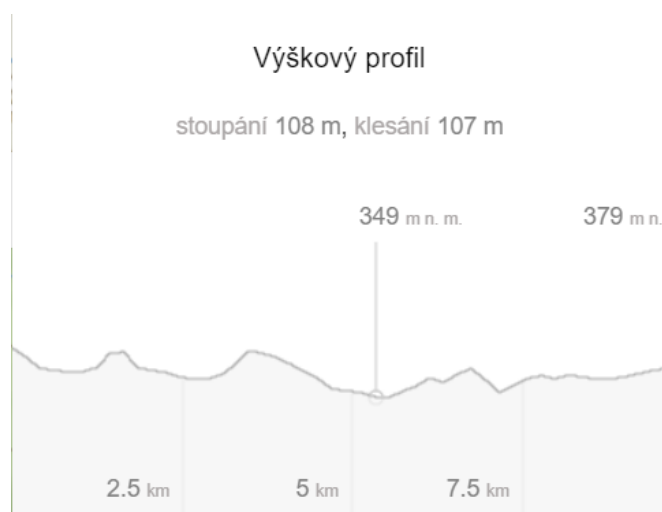 Výškový profil
stoupání 108 m, klesání 107 m
349 m n. m. 379 m n.
2.5 km 5 km 7.5 km